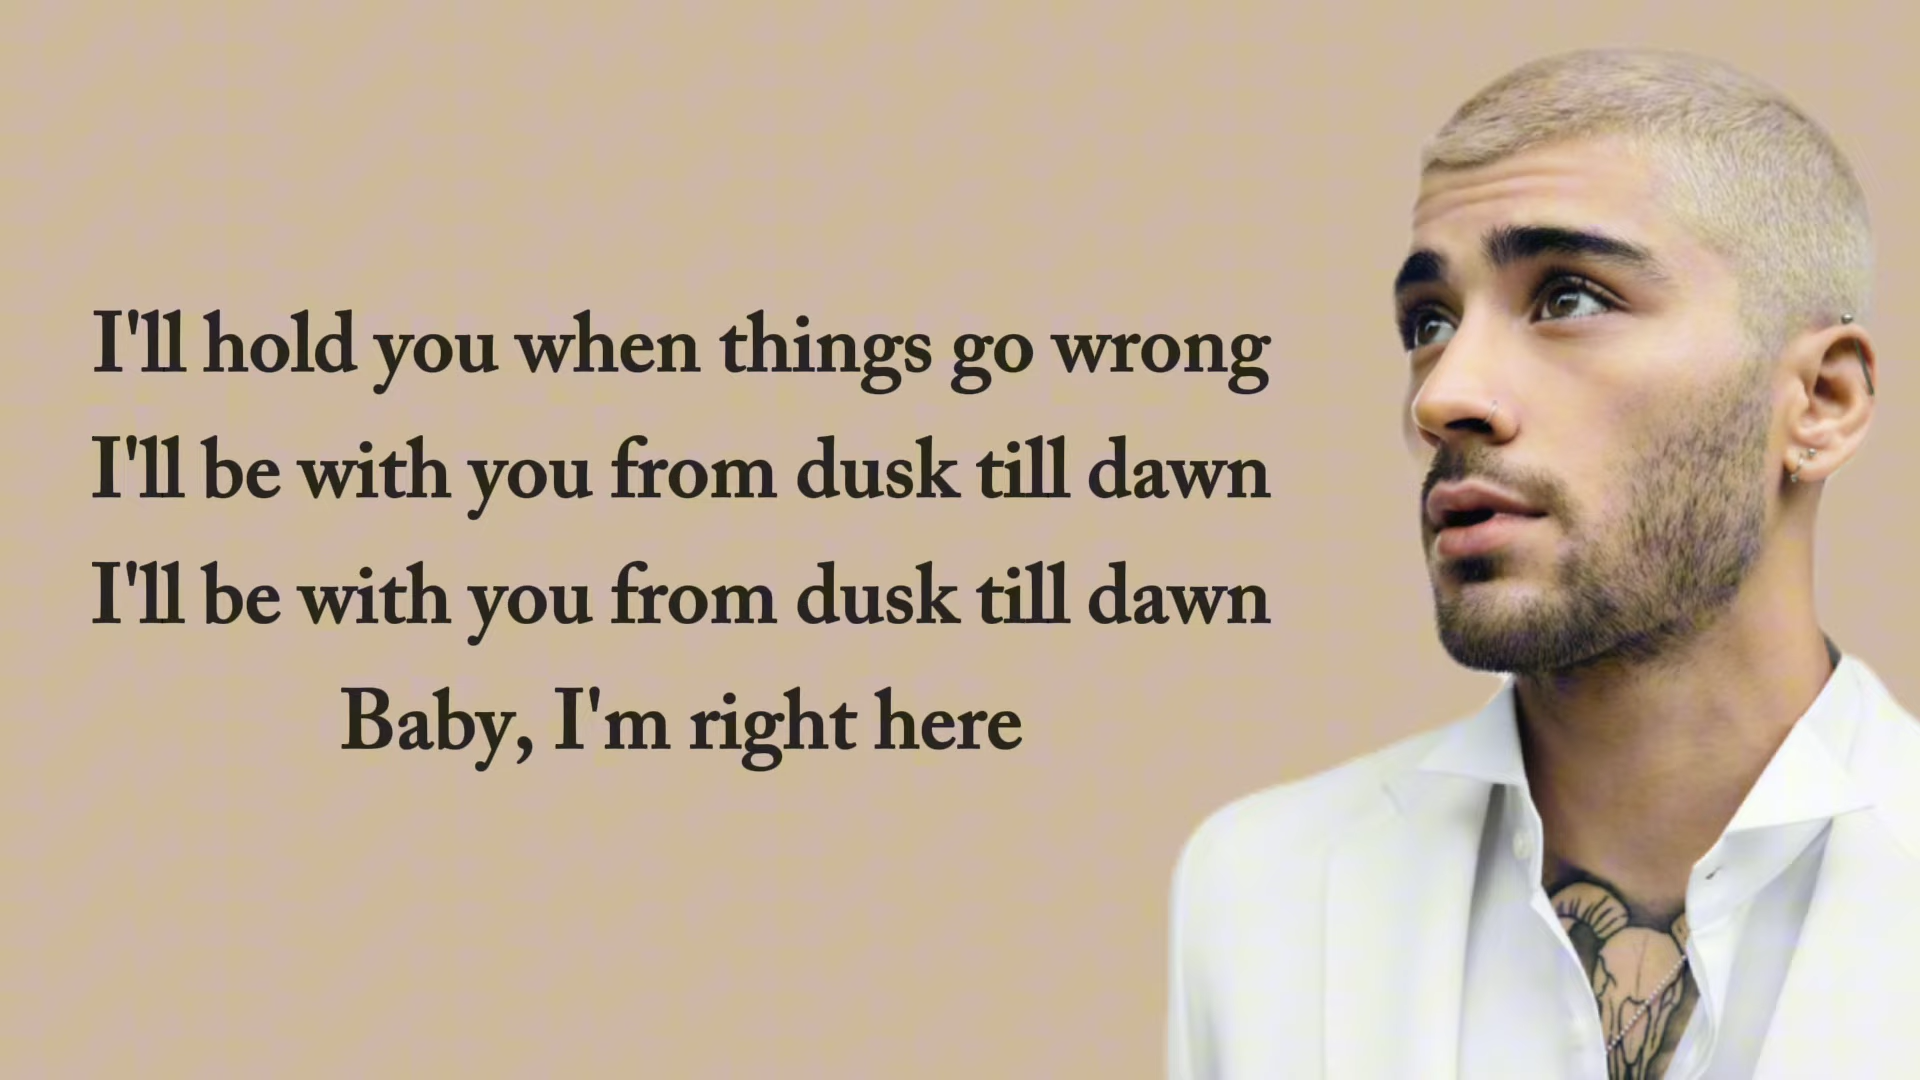 I'll hold you when things go wrong
I'll be with you from dusk till dawn
I'll be with you from dusk till dawn
Baby, I'm right here